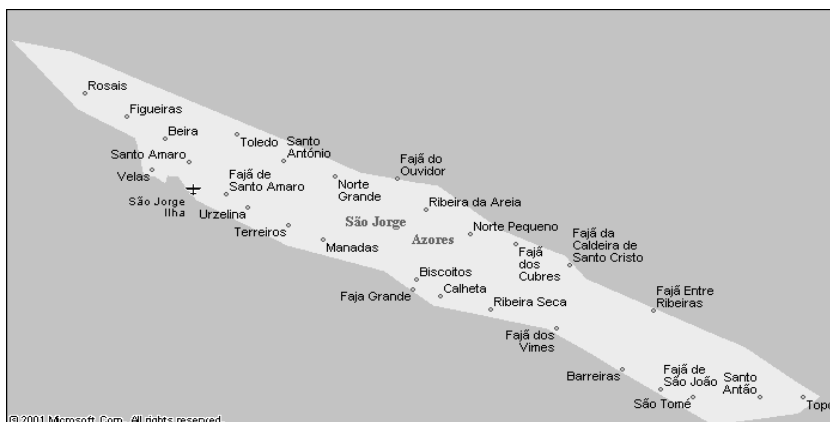 Rosais
Figueiras
Beira
Toledo
Santo
António
Santo Amaro
Velas
São Jorge
Ilha
Fajã de
Santo Amaro
Urzelina
Terreiros
Manadas
Norte
Grande
Fajã do
Ouvidor
Ribeira da Areia
São Jorge
Azores
Norte Pequeno
Fajã
dos
Cubres
Fajã da
Caldeira de
Santo Cristo
Biscoitos
Faja Grande
Calheta
Ribeira Seca
Fajã dos
Vimes
Fajã Entre
Ribeiras
Barreiras
Fajã de
São João
São Tomé
Santo
Antão
Topo
© 2001 Microsoft Corp. All rights reserved.